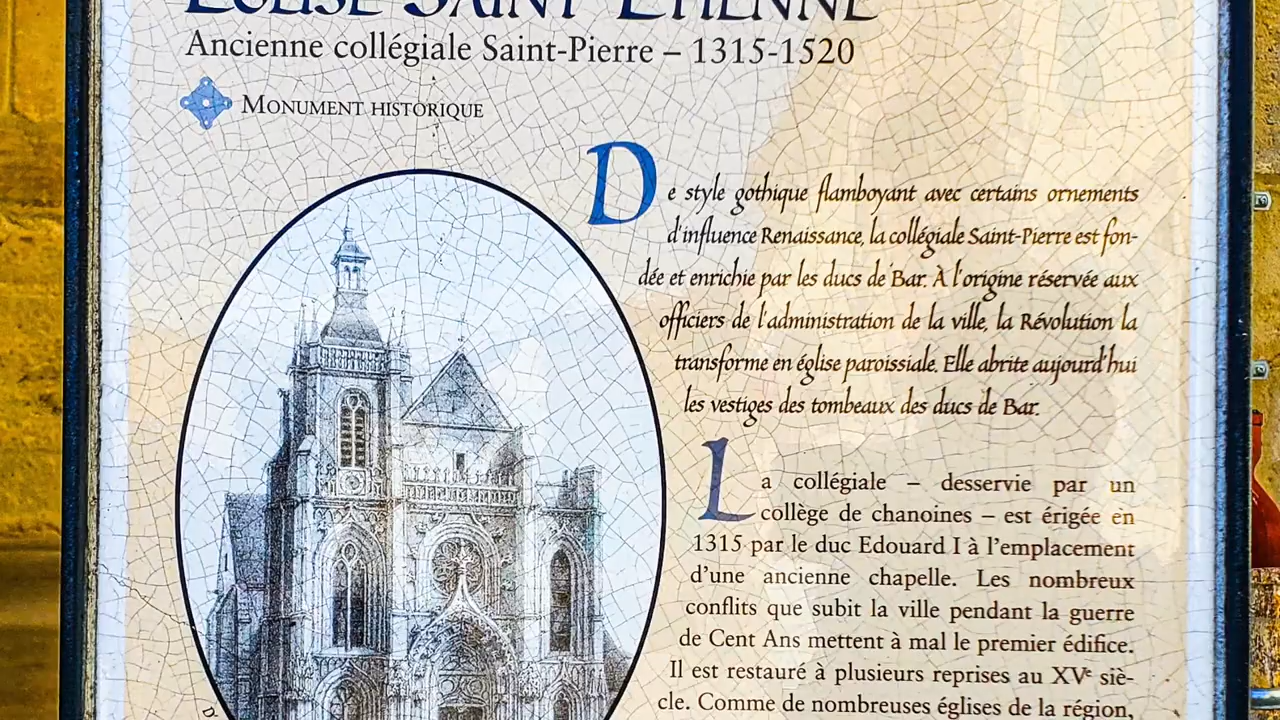 ÉGLISE SAINT-ÉTIENNE
Ancienne collégiale Saint-Pierre – 1315-1520
MONUMENT HISTORIQUE
De style gothique flamboyant avec certains ornements
d'influence Renaissance, la collégiale Saint-Pierre est fon-
dée et enrichie par les ducs de Bar. À l'origine réservée aux
officiers de l'administration de la ville, la Révolution la
transforme en église paroissiale. Elle abrite aujourd'hui
les vestiges des tombeaux des ducs de Bar.
La collégiale – desservie par un
collège de chanoines – est érigée en
1315 par le duc Edouard I à l'emplacement
d'une ancienne chapelle. Les nombreux
conflits que subit la ville pendant la guerre
de Cent Ans mettent à mal le premier édifice.
Il est restauré à plusieurs reprises au XVe siè-
cle. Comme de nombreuses églises de la région,